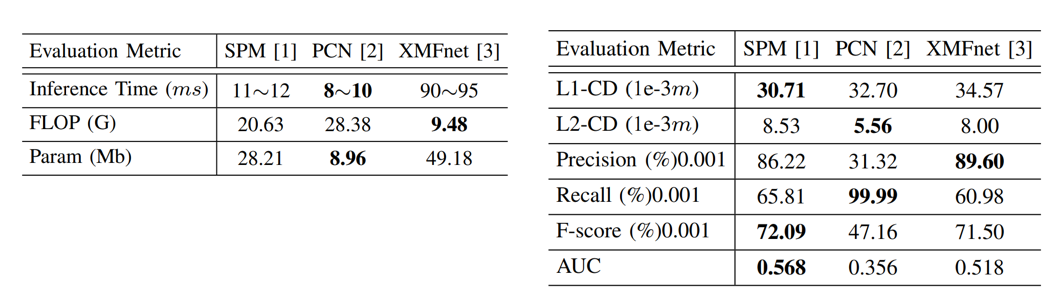 Evaluation Metric SPM [1] PCN [2] XMFnet [3]
Inference Time (ms) 11∼12 8∼10 90∼95
FLOP (G) 20.63 28.38 9.48
Param (Mb) 28.21 8.96 49.18
Evaluation Metric SPM [1] PCN [2] XMFnet [3]
L1-CD (1e-3m) 30.71 32.70 34.57
L2-CD (1e-3m) 8.53 5.56 8.00
Precision (%)0.001 86.22 31.32 89.60
Recall (%)0.001 65.81 99.99 60.98
F-score (%)0.001 72.09 47.16 71.50
AUC 0.568 0.356 0.518